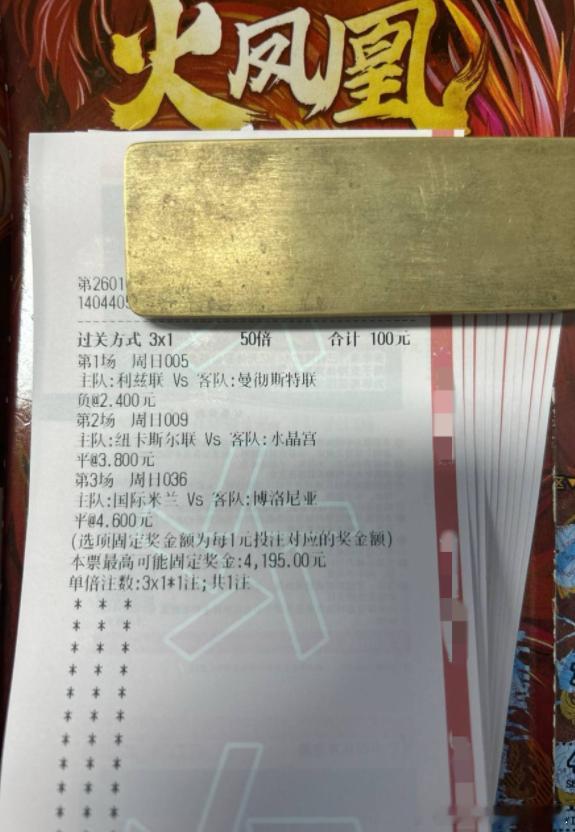 火凤凰
第2601
140440
过关方式 3x1 50倍 合计 100元
第1场 周日005
主队:利兹联 Vs 客队:曼彻斯特联
负@2.400元
第2场 周日009
主队:纽卡斯尔联 Vs 客队:水晶宫
平@3.800元
第3场 周日036
主队:国际米兰 Vs 客队:博洛尼亚
平@4.600元
(选项固定奖金额为每1元投注对应的奖金额)
本票最高可能固定奖金:4,195.00元
单倍注数:3x1*1注;共1注
* * *
* * *
* * *
* * *
* * *
* * *
* * *
* * *
* * *
* * *